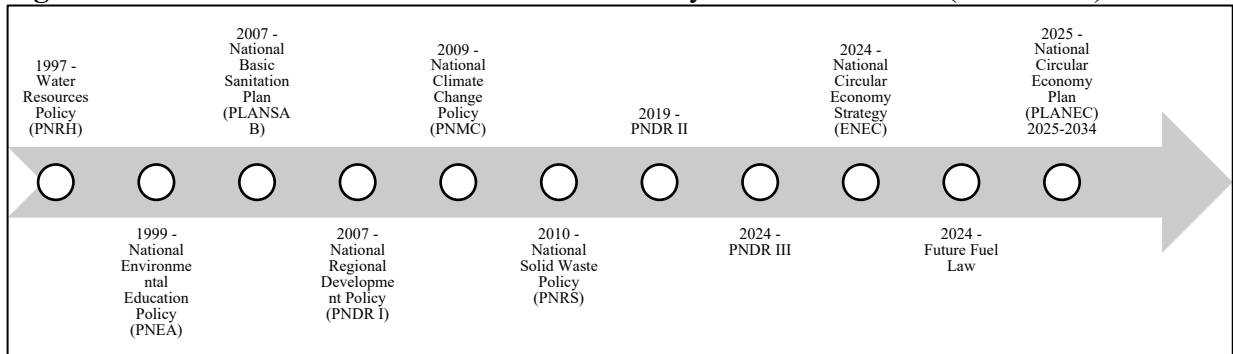 1997 -
Water
Resources
Policy
(PNRH)
1999 -
National
Environme
ntal
Education
Policy
(PNEA)
2007 -
National
Basic
Sanitation
Plan
(PLANSA
B)
2007 -
National
Regional
Developme
nt Policy
(PNDR I)
2009 -
National
Climate
Change
Policy
(PNMC)
2010 -
National
Solid Waste
Policy
(PNRS)
2019 -
PNDR II
2024 -
PNDR III
2024 -
National
Circular
Economy
Strategy
(ENEC)
2024 -
Future Fuel
Law
2025 -
National
Circular
Economy
Plan
(PLANEC)
2025-2034